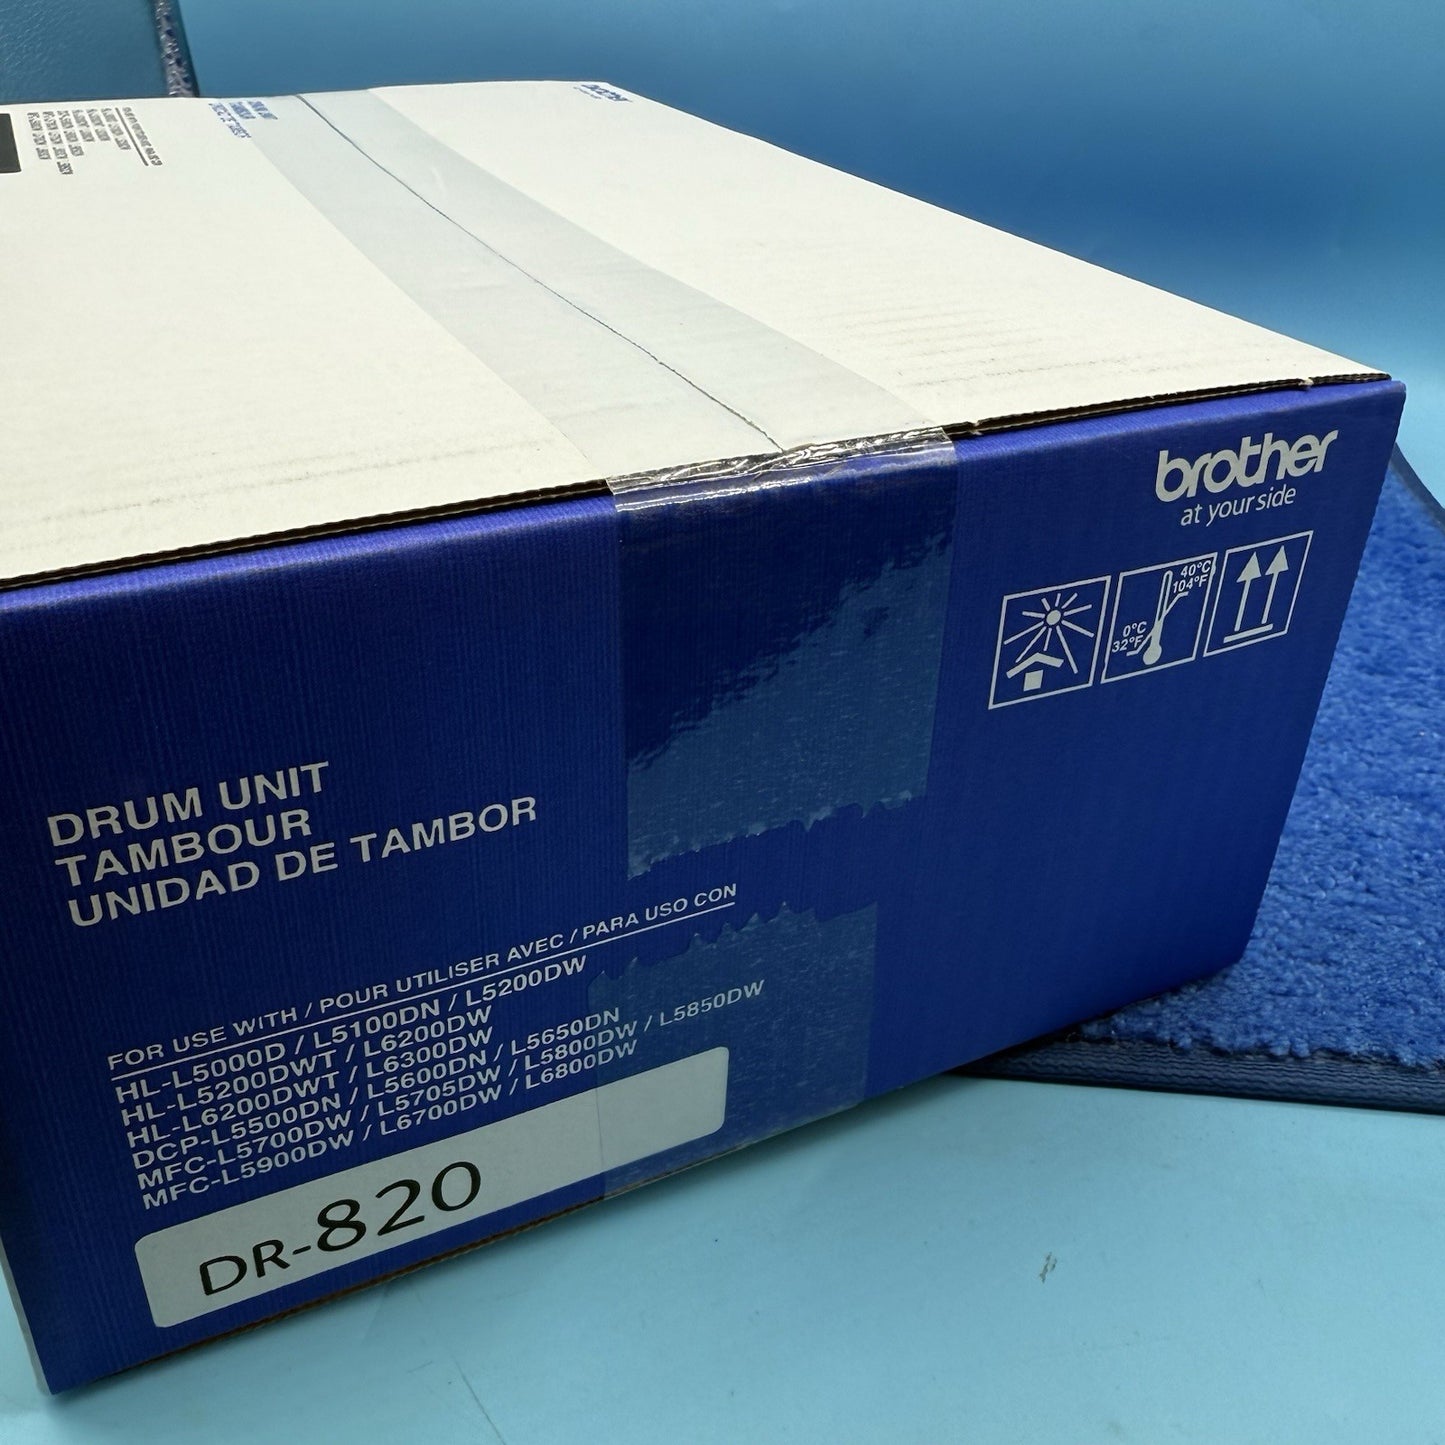 brother
at your side
40°C
104°F
0°C
32°F
DRUM UNIT
TAMBOUR
UNIDAD DE TAMBOR
FOR USE WITH / POUR UTILISER AVEC / PARA USO CON
HL-L5000D / L5100DN / L5200DW
HL-L5200DWT / L6200DW
HL-L6200DWT / L6300DW
DCP-L5500DN / L5600DN / L5650DN
MFC-L5700DW / L5705DW / L5800DW / L5850DW
MFC-L5900DW / L6700DW / L6800DW
DR-820